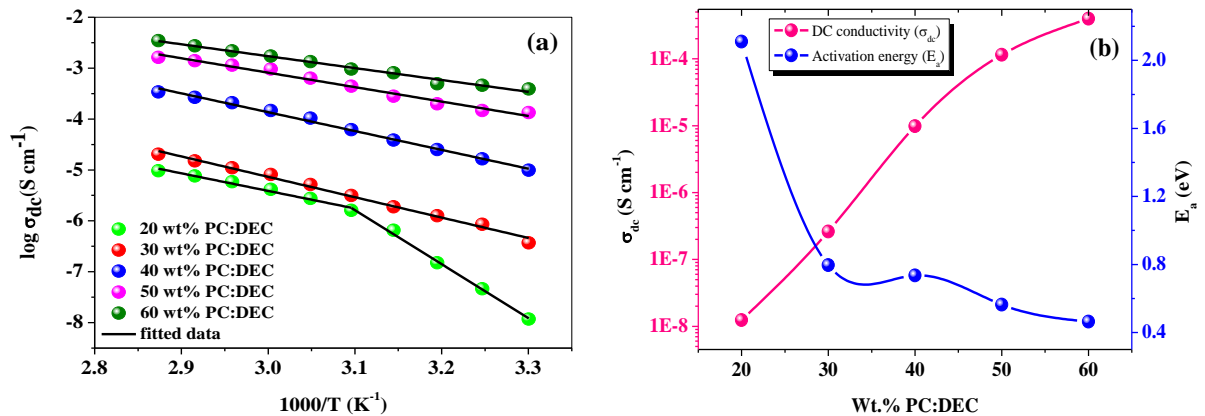 (a)
log σdc(S cm⁻¹)
-2
-3
-4
-5
-6
-7
-8
20 wt% PC:DEC
30 wt% PC:DEC
40 wt% PC:DEC
50 wt% PC:DEC
60 wt% PC:DEC
fitted data
2.8 2.9 3.0 3.1 3.2 3.3
1000/T (K⁻¹)
(b)
DC conductivity (σdc)
Activation energy (Ea)
σdc (S cm⁻¹)
1E-4
1E-5
1E-6
1E-7
1E-8
2.0
1.6
1.2
0.8
0.4
Ea (eV)
20 30 40 50 60
Wt.% PC:DEC